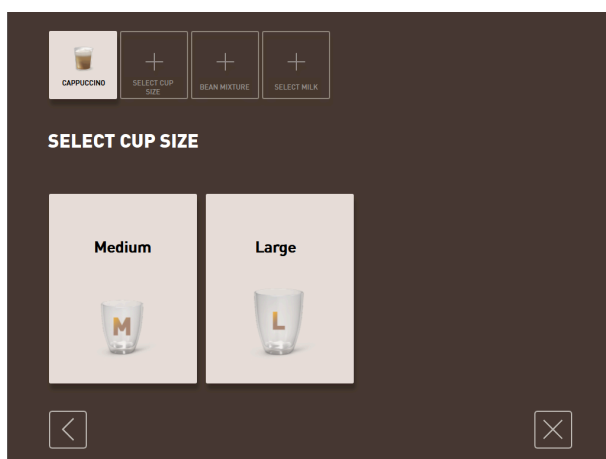 CAPPUCCINO
SELECT CUP
SIZE
BEAN MIXTURE
SELECT MILK
SELECT CUP SIZE
Medium
Large
M
L